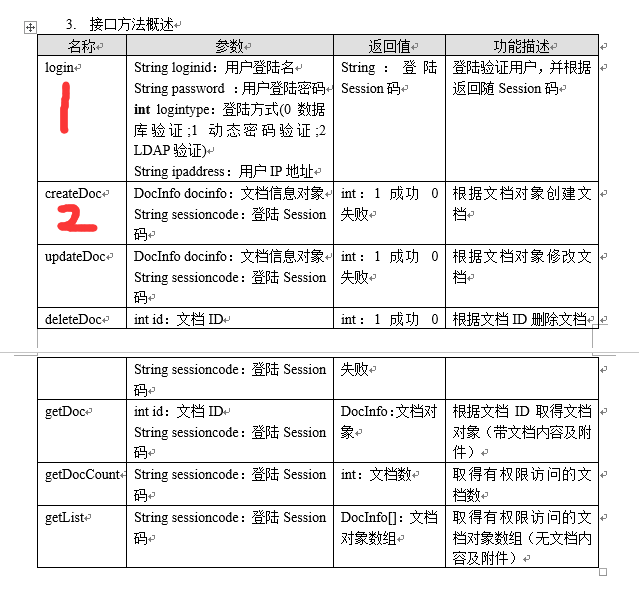 3. 接口方法概述
名称 参数 返回值 功能描述
login String loginid：用户登陆名 String ：登陆 登陆验证用户，并根据
String password ：用户登陆密码 Session 码 返回随 Session 码
1
int logintype：登陆方式(0 数据
库验证;1 动态密码验证;2
LDAP 验证)
String ipaddress：用户 IP 地址
createDoc DocInfo docinfo：文档信息对象 int：1 成功 0 根据文档对象创建文
2
String sessioncode：登陆 Session 失败 档
码
updateDoc DocInfo docinfo：文档信息对象 int：1 成功 0 根据文档对象修改文
String sessioncode：登陆 Session 失败 档
码
deleteDoc int id：文档 ID int：1 成功 0 根据文档 ID 删除文档
String sessioncode：登陆 Session 失败
码
getDoc int id：文档 ID DocInfo：文档对 根据文档 ID 取得文档
String sessioncode：登陆 Session 象 对象（带文档内容及附
码 件）
getDocCount String sessioncode：登陆 Session int：文档数 取得有权限访问的文
码 档数
getList String sessioncode：登陆 Session DocInfo[]：文档 取得有权限访问的文
码 对象数组 档对象数组（无文档内
容及附件）